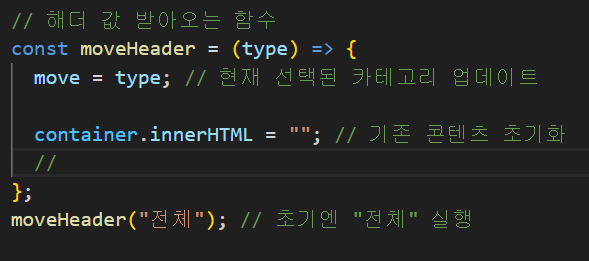 // 해더 값 받아오는 함수
const moveHeader = (type) => {
move = type; // 현재 선택된 카테고리 업데이트
container.innerHTML = ""; // 기존 콘텐츠 초기화
//
};
moveHeader("전체"); // 초기엔 "전체" 실행